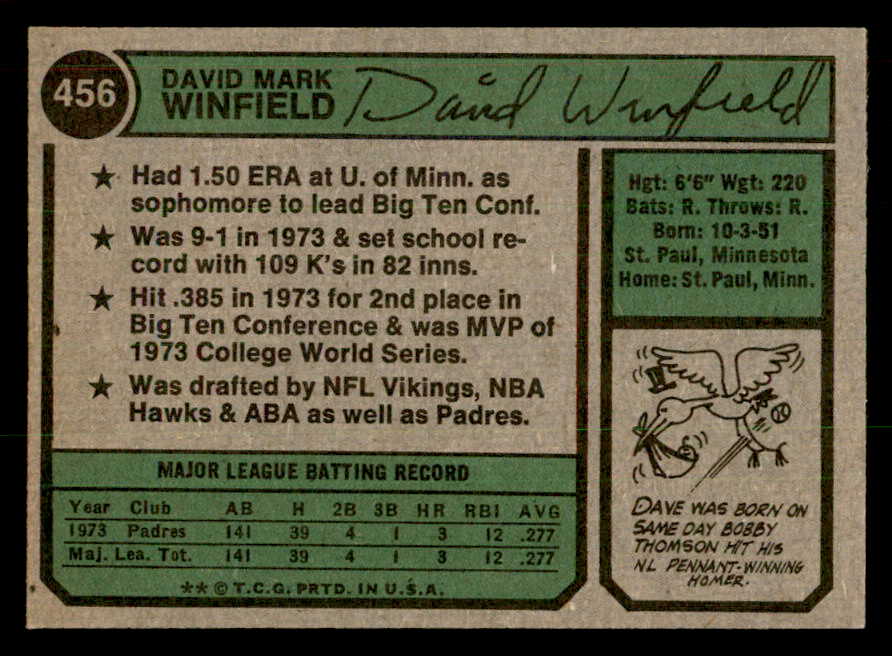 456
DAVID MARK
WINFIELD
David Winfield
★ Had 1.50 ERA at U. of Minn. as
sophomore to lead Big Ten Conf.
★ Was 9-1 in 1973 & set school re-
cord with 109 K's in 82 inns.
★ Hit .385 in 1973 for 2nd place in
Big Ten Conference & was MVP of
1973 College World Series.
★ Was drafted by NFL Vikings, NBA
Hawks & ABA as well as Padres.
Hgt: 6'6" Wgt: 220
Bats: R. Throws: R.
Born: 10-3-51
St. Paul, Minnesota
Home: St. Paul, Minn.
DAVE WAS BORN ON
SAME DAY BOBBY
THOMSON HIT HIS
NL PENNANT-WINNING
HOMER.
MAJOR LEAGUE BATTING RECORD
Year Club AB H 2B 3B HR RBI AVG
1973 Padres 141 39 4 1 3 12 .277
Maj. Lea. Tot. 141 39 4 1 3 12 .277
** © T.C.G. PRTD. IN U.S.A.